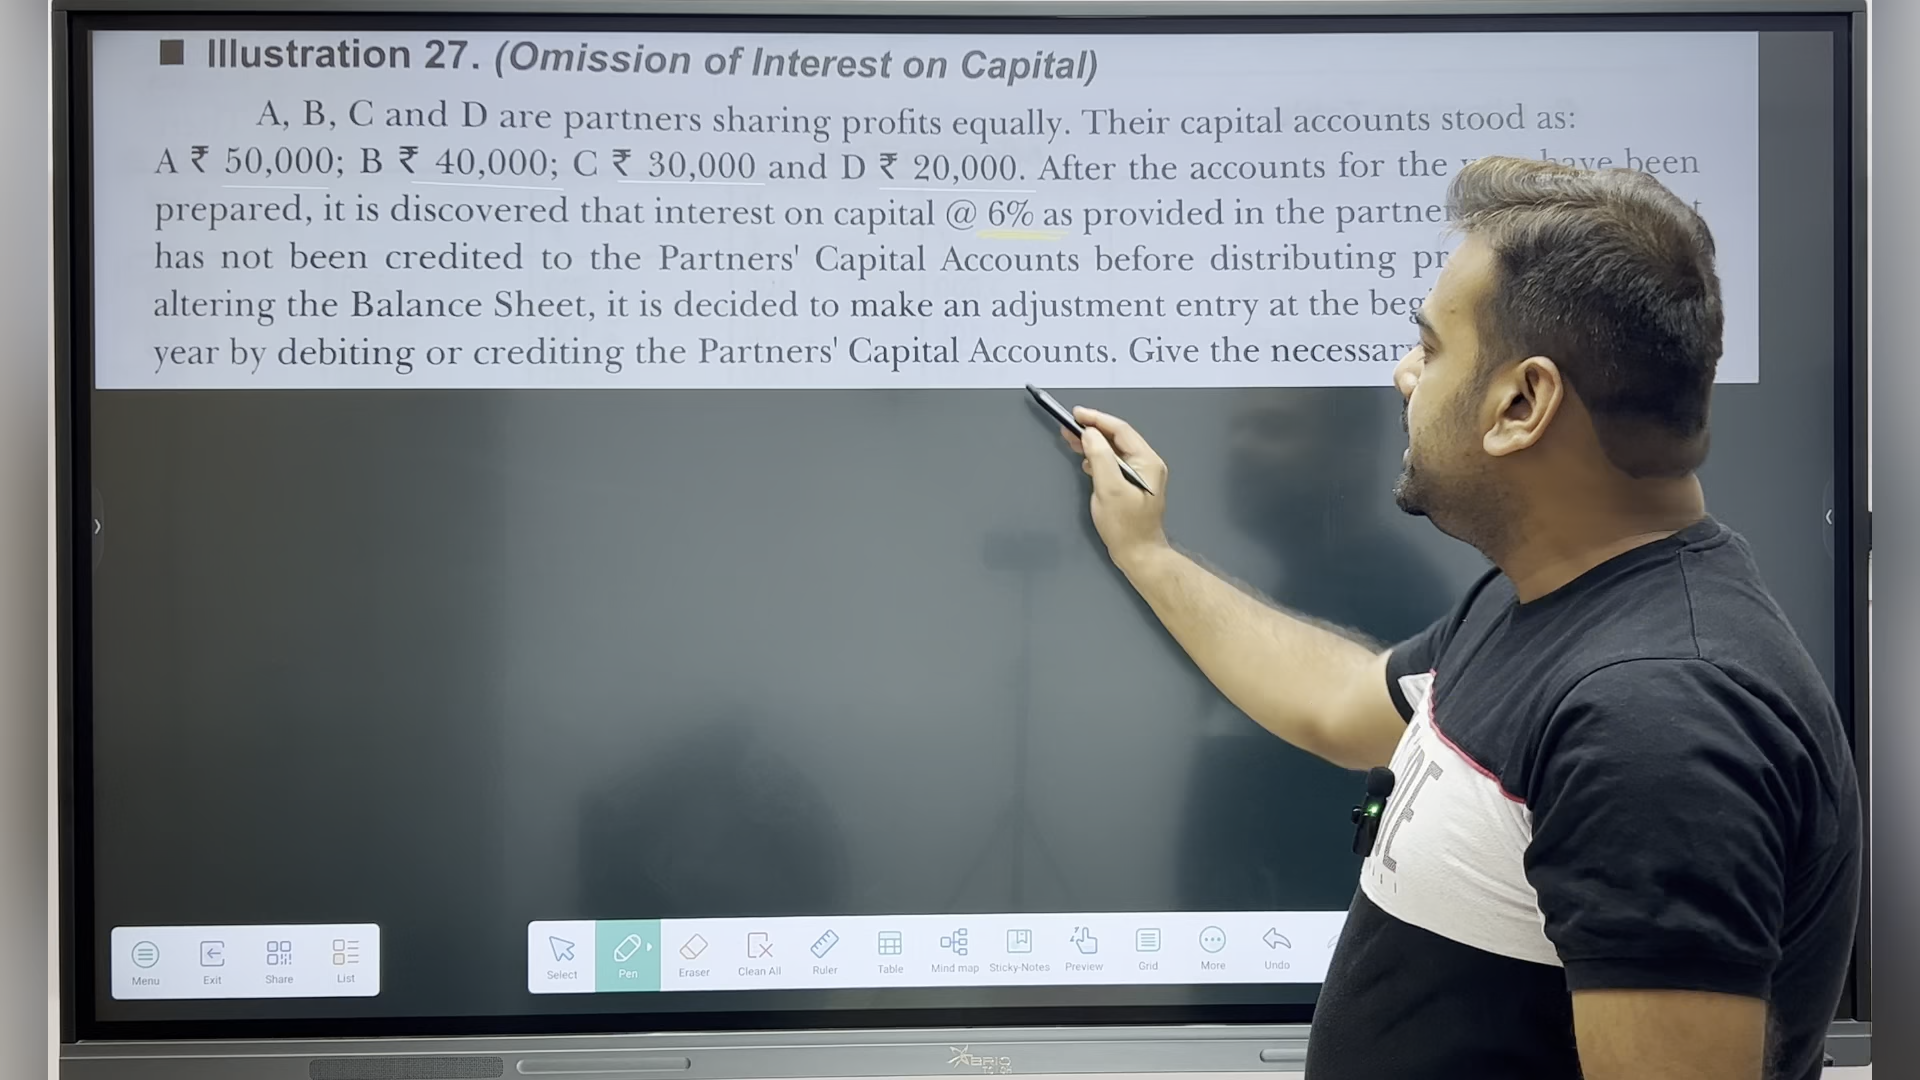 ■ Illustration 27. (Omission of Interest on Capital)
A, B, C and D are partners sharing profits equally. Their capital accounts stood as:
A ₹ 50,000; B ₹ 40,000; C ₹ 30,000 and D ₹ 20,000. After the accounts for the have been
prepared, it is discovered that interest on capital @ 6% as provided in the
has not been credited to the Partners' Capital Accounts before distributing
altering the Balance Sheet, it is decided to make an adjustment entry at the
year by debiting or crediting the Partners' Capital Accounts. Give the
Menu Exit Share List
Select Pen Eraser Clean All Ruler Table Mind map Sticky-Notes Preview Grid More Undo